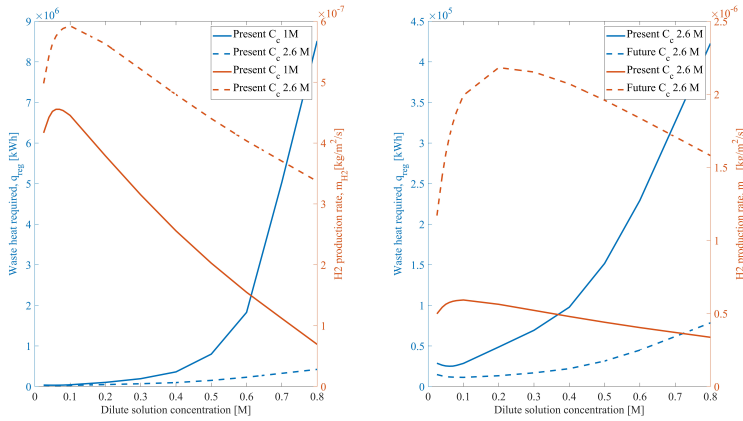 ×10^6
×10^-7
9
8
7
6
5
4
3
2
1
0
Waste heat required, q_reg [kWh]
6
5
4
3
2
1
0
H2 production rate, m_H2 [kg/m^2/s]
Present C_c 1M
Present C_c 2.6 M
Present C_c 1M
Present C_c 2.6 M
0 0.1 0.2 0.3 0.4 0.5 0.6 0.7 0.8
Dilute solution concentration [M]
×10^5
×10^-6
4.5
4
3.5
3
2.5
2
1.5
1
0.5
0
Waste heat required, q_reg [kWh]
2.5
2
1.5
1
0.5
0
H2 production rate, m [kg/m^2/s]
Present C_c 2.6 M
Future C_c 2.6 M
Present C_c 2.6 M
Future C_c 2.6 M
0 0.1 0.2 0.3 0.4 0.5 0.6 0.7 0.8
Dilute solution concentration [M]